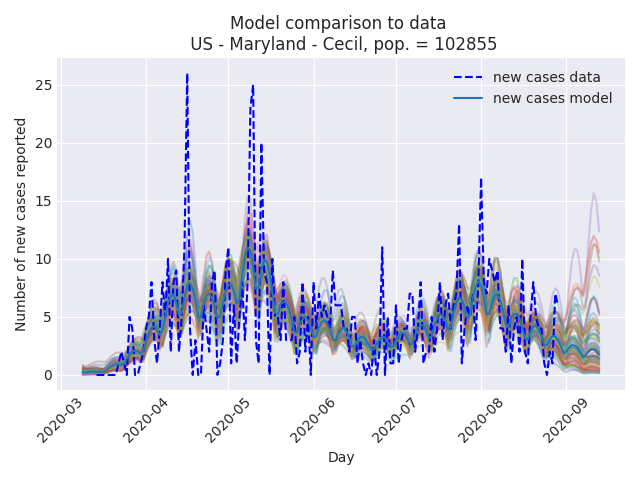 Model comparison to data
US - Maryland - Cecil, pop. = 102855
new cases data
new cases model
Number of new cases reported
25
20
15
10
5
0
2020-03
2020-04
2020-05
2020-06
2020-07
2020-08
2020-09
Day